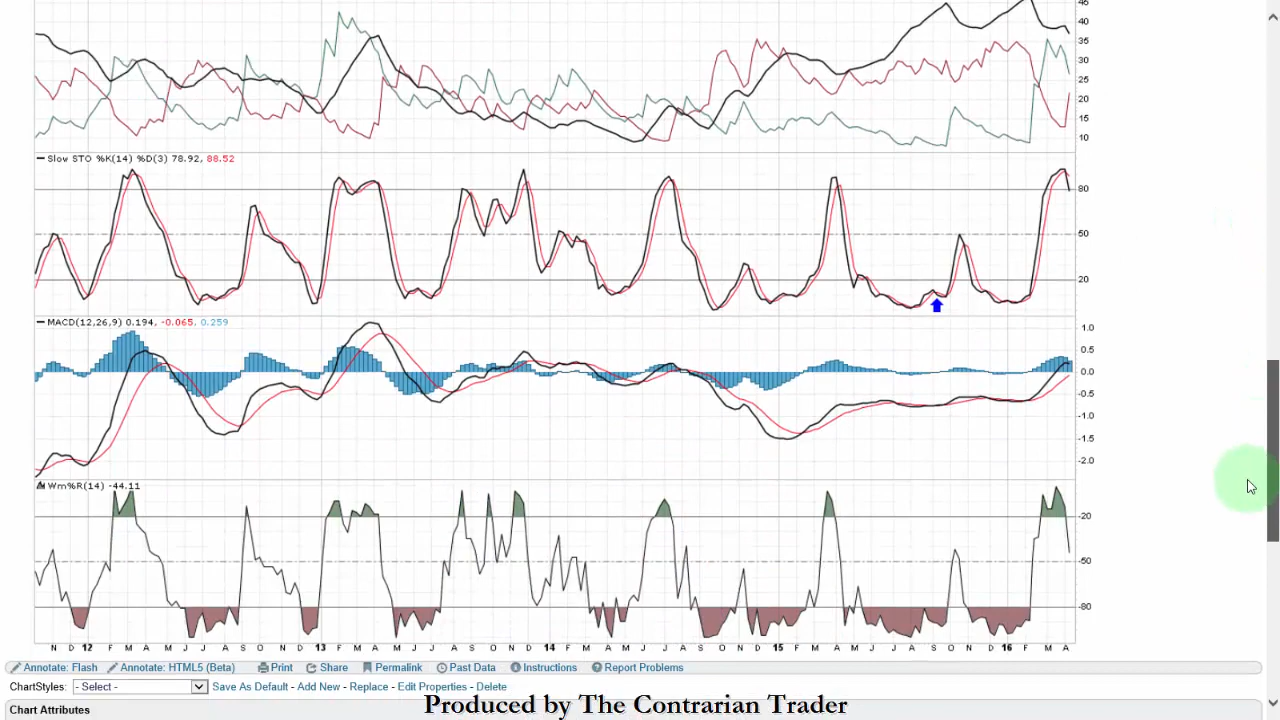 45
40
35
30
25
20
15
10
Slow STO %K(14) %D(3) 78.92, 88.52
80
50
20
MACD(12,26,9) 0.194, -0.065, 0.259
1.0
0.5
0.0
-0.5
-1.0
-1.5
-2.0
Wm%R(14) -44.11
-20
-50
-80
N D 12 F M A M J J A S O N D 13 F M A M J J A S O N D 14 F M A M J J A S O N D 15 F M A M J J A S O N D 16 F M A
Annotate: Flash Annotate: HTML5 (Beta) Print Share Permalink Past Data Instructions Report Problems
ChartStyles: - Select - Save As Default - Add New - Replace - Edit Properties - Delete
Produced by The Contrarian Trader
Chart Attributes